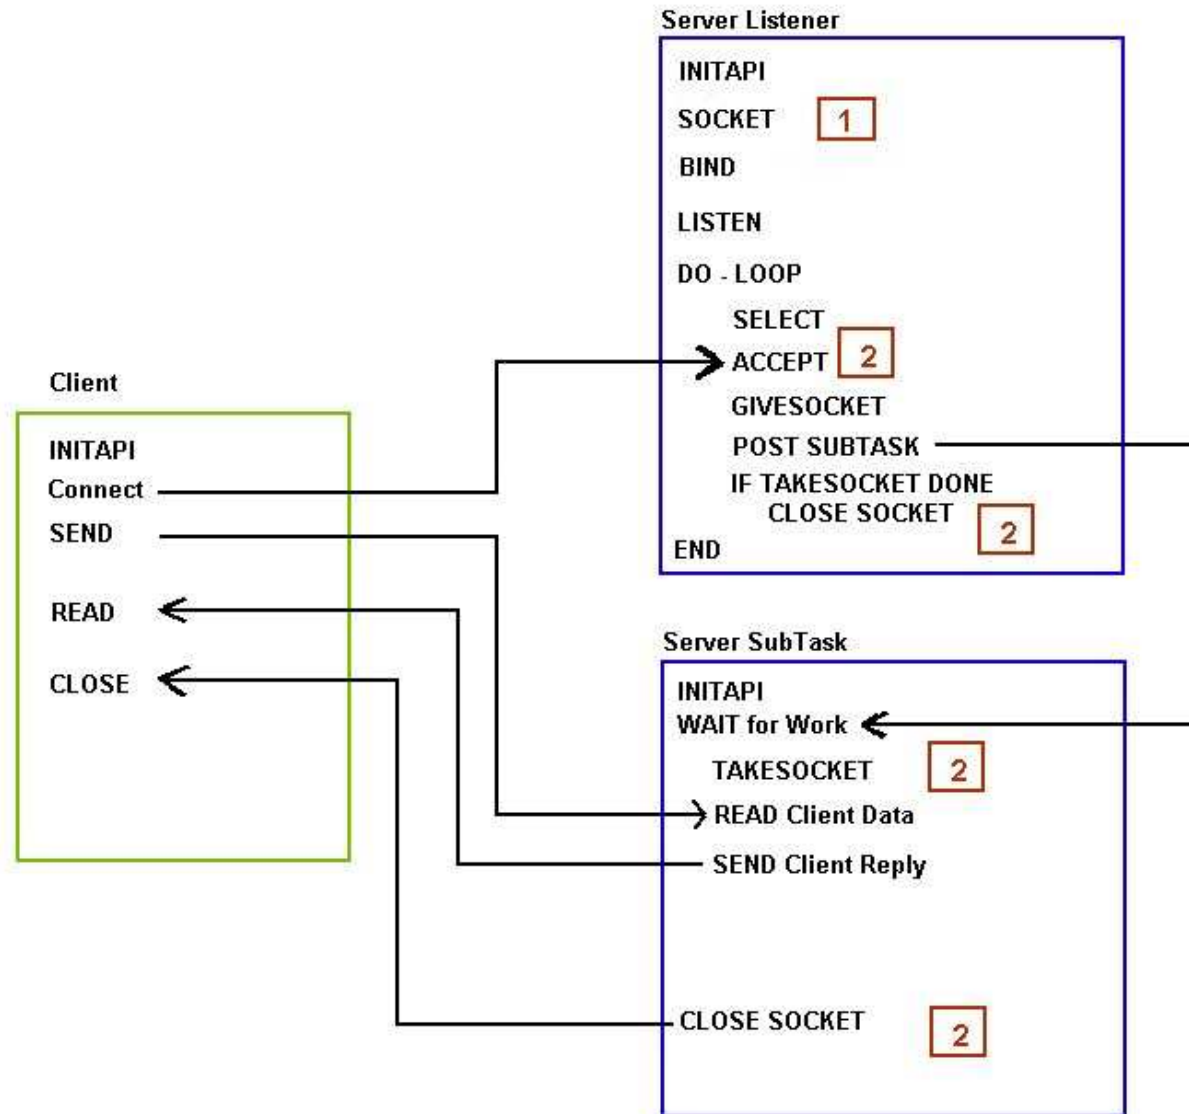 Server Listener
INITAPI
SOCKET 1
BIND
LISTEN
DO - LOOP
SELECT
ACCEPT 2
GIVESOCKET
POST SUBTASK
IF TAKESOCKET DONE
CLOSE SOCKET 2
END
Client
INITAPI
Connect
SEND
READ
CLOSE
Server SubTask
INITAPI
WAIT for Work
TAKESOCKET 2
READ Client Data
SEND Client Reply
CLOSE SOCKET 2